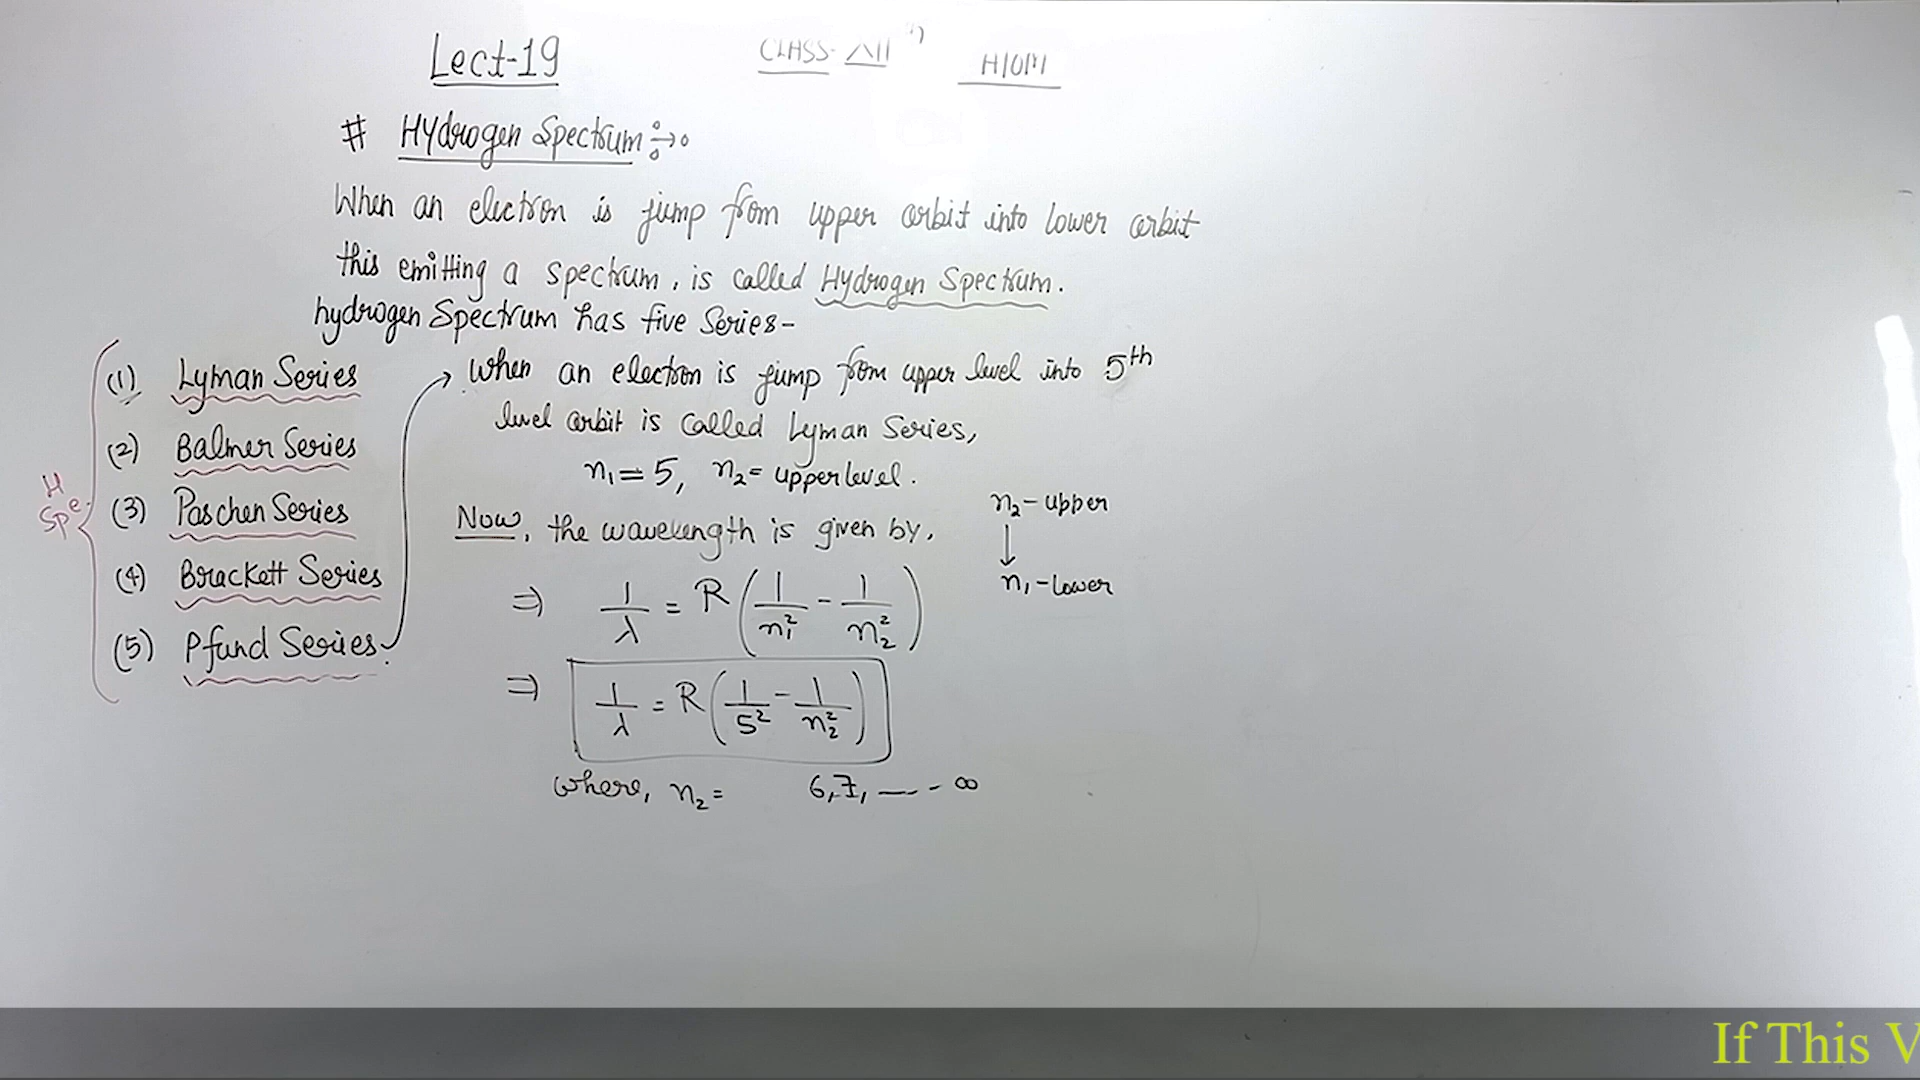 Lect-19
CLASS- XII
ATOM
# Hydrogen Spectrum :→
When an electron is jump from upper orbit into lower orbit
this emitting a spectrum, is called Hydrogen Spectrum.
hydrogen Spectrum has five Series-
H
Spe.
(1) Lyman Series
(2) Balmer Series
(3) Paschen Series
(4) Brackett Series
(5) Pfund Series
→ When an electron is jump from upper level into 5th
level orbit is called Lyman Series,
n₁ = 5, n₂ = upper level.
Now, the wavelength is given by,
n₂ - upper
↓
n₁ - lower
⇒ 1/λ = R(1/n₁² - 1/n₂²)
⇒ 1/λ = R(1/5² - 1/n₂²)
where, n₂ = 6,7, --- - ∞
If This V